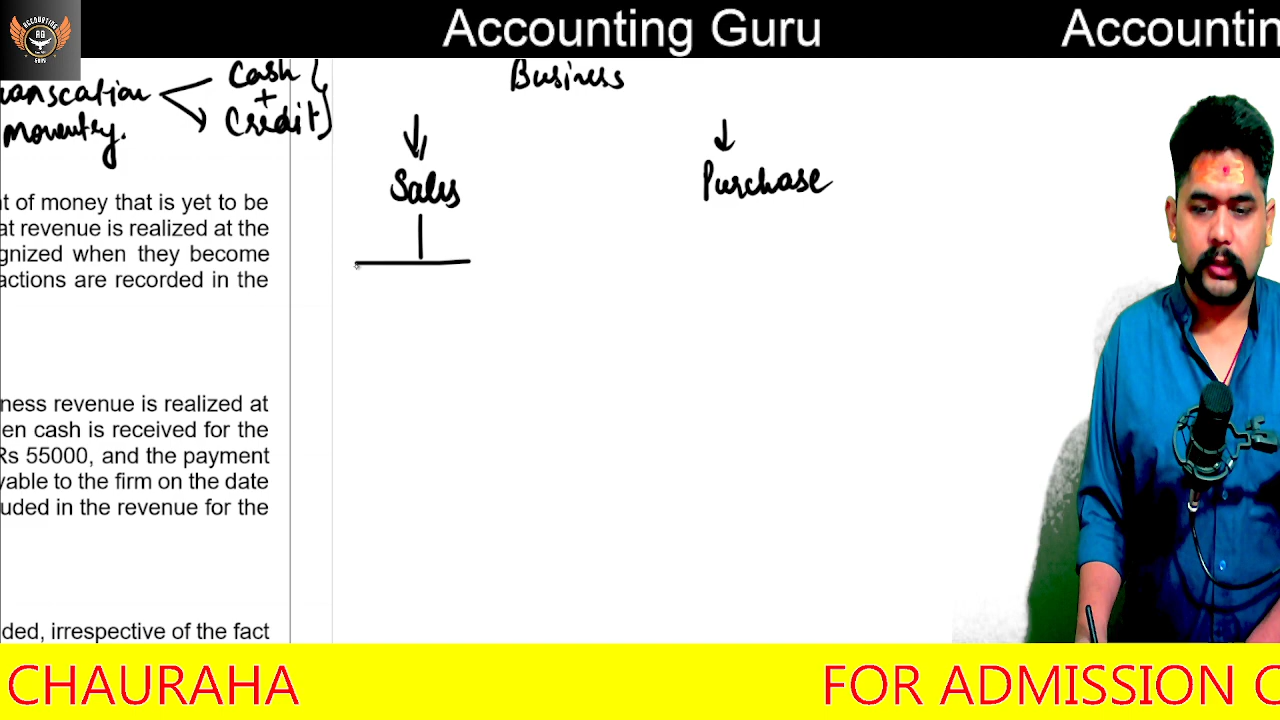 Accounting Guru
Accountin
ACCOUNTING
AG
GURU
Cash
+
Credit
Business
Sales
Purchase
t of money that is yet to be
at revenue is realized at the
gnized when they become
actions are recorded in the
ness revenue is realized at
en cash is received for the
Rs 55000, and the payment
yable to the firm on the date
uded in the revenue for the
ded, irrespective of the fact
CHAURAHA
FOR ADMISSION C